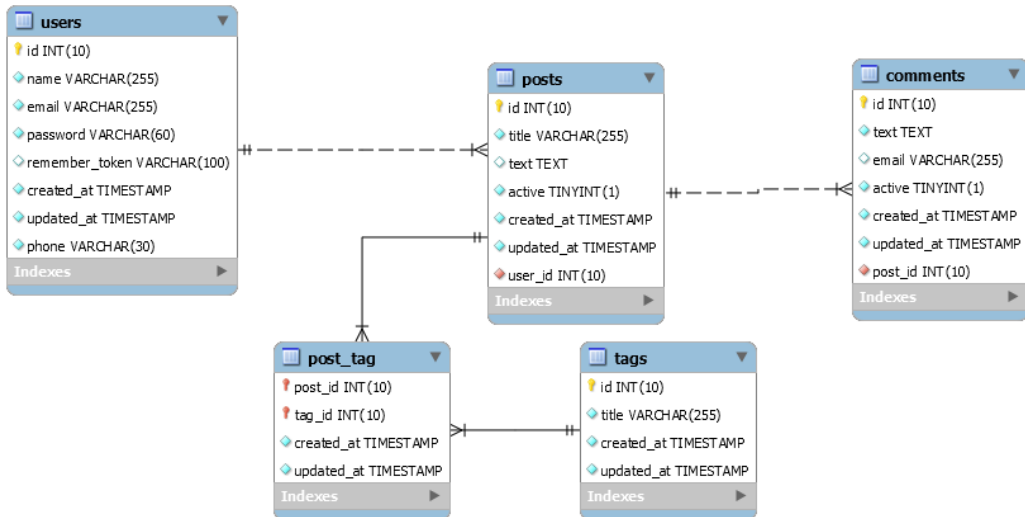 users
id INT(10)
name VARCHAR(255)
email VARCHAR(255)
password VARCHAR(60)
remember_token VARCHAR(100)
created_at TIMESTAMP
updated_at TIMESTAMP
phone VARCHAR(30)
Indexes
posts
id INT(10)
title VARCHAR(255)
text TEXT
active TINYINT(1)
created_at TIMESTAMP
updated_at TIMESTAMP
user_id INT(10)
Indexes
comments
id INT(10)
text TEXT
email VARCHAR(255)
active TINYINT(1)
created_at TIMESTAMP
updated_at TIMESTAMP
post_id INT(10)
Indexes
post_tag
post_id INT(10)
tag_id INT(10)
created_at TIMESTAMP
updated_at TIMESTAMP
Indexes
tags
id INT(10)
title VARCHAR(255)
created_at TIMESTAMP
updated_at TIMESTAMP
Indexes